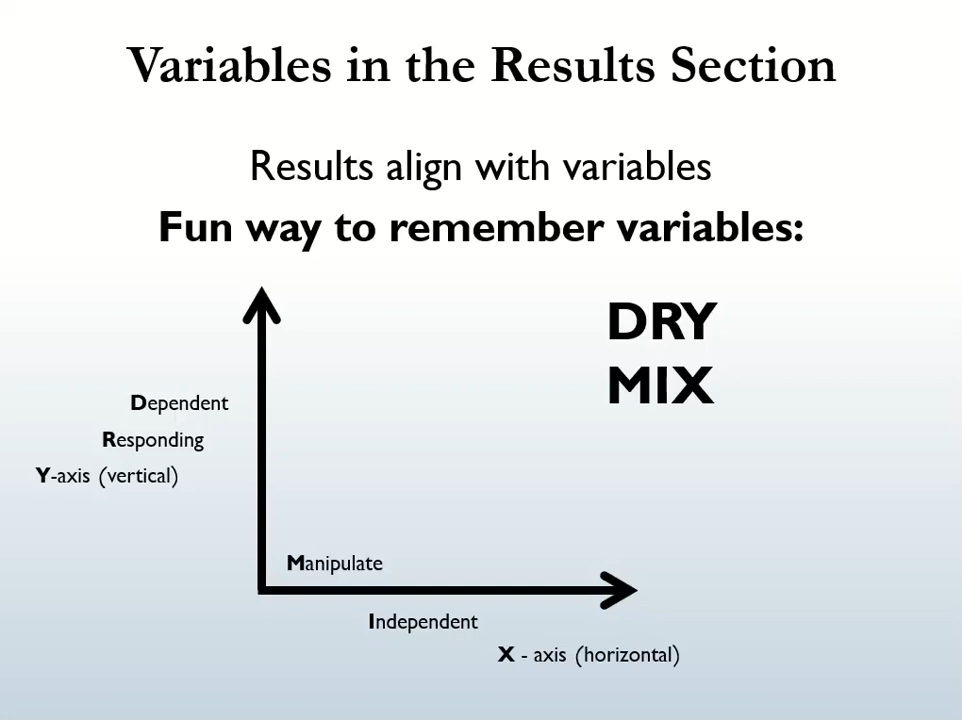 Variables in the Results Section
Results align with variables
Fun way to remember variables:
DRY
MIX
Dependent
Responding
Y-axis (vertical)
Manipulate
Independent
X - axis (horizontal)